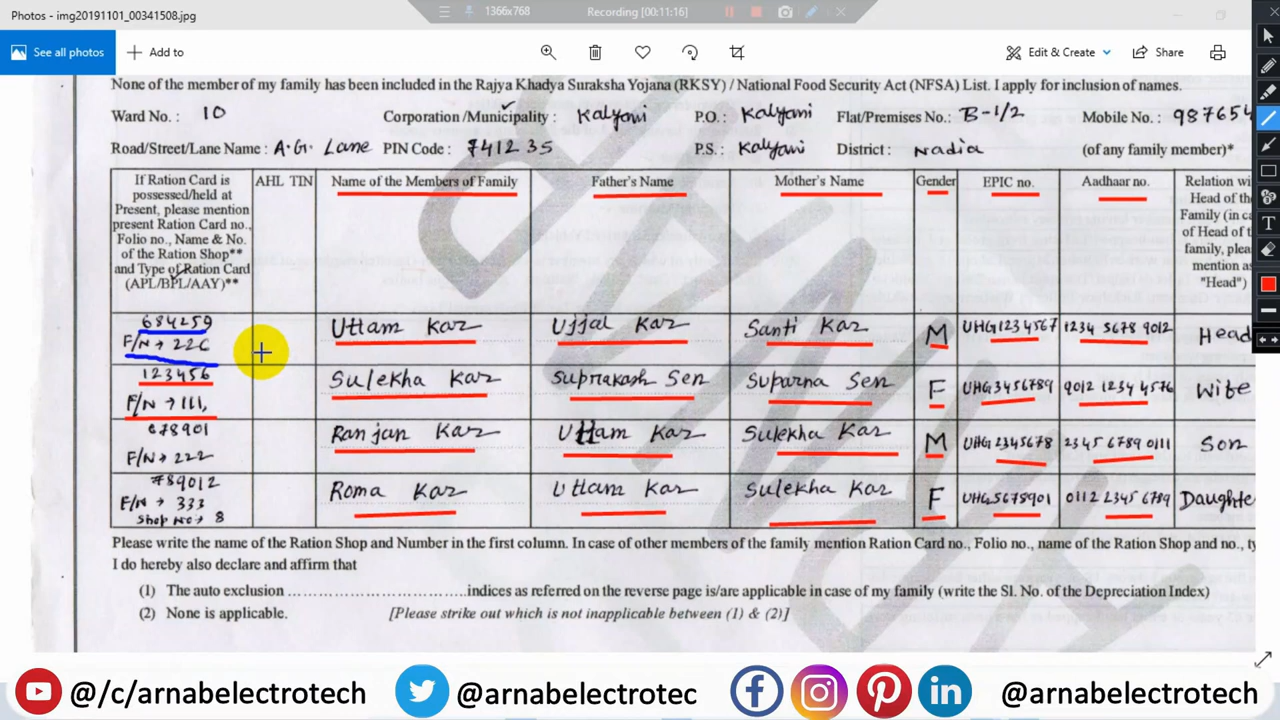 Photos - img20191101_00341508.jpg
1366x768
Recording [00:11:16]
See all photos
Add to
Edit & Create
Share
None of the member of my family has been included in the Rajya Khadya Suraksha Yojana (RKSY) / National Food Security Act (NFSA) List. I apply for inclusion of names.
Ward No. : 10 Corporation /Municipality : Kalyani P.O. : Kalyani Flat/Premises No.: B-1/2 Mobile No. : 987654
Road/Street/Lane Name : A.G. Lane PIN Code : 741235 P.S. : Kalyani District : Nadia (of any family member)*
If Ration Card is
possessed/held at
Present, please mention
present Ration Card no.,
Folio no., Name & No.
of the Ration Shop**
and Type of Ration Card
(APL/BPL/AAY)**
AHL TIN
Name of the Members of Family
Father's Name
Mother's Name
Gender
EPIC no.
Aadhaar no.
Relation wi
Head of the
Family (in ca
of Head of t
family, plea
mention as
"Head")
684259
F/N → 226
Uttam Kar
Ujjal Kar
Santi Kar
M
UHG1234567
1234 5678 9012
Head
123456
F/N → 111,
Sulekha Kar
Suprakash Sen
Suparna Sen
F
UHG3456789
9012 1234 4576
Wife
678901
F/N → 222
Ranjan Kar
Uttam Kar
Sulekha Kar
M
UHG2345678
2345 6789 0111
Son
789012
F/N → 333
Shop No → 8
Roma Kar
Uttam Kar
Sulekha Kar
F
UHG5678901
0112 2345 6789
Daughte
Please write the name of the Ration Shop and Number in the first column. In case of other members of the family mention Ration Card no., Folio no., name of the Ration Shop and no., ty
I do hereby also declare and affirm that
(1) The auto exclusion ........................................indices as referred on the reverse page is/are applicable in case of my family (write the Sl. No. of the Depreciation Index)
(2) None is applicable. [Please strike out which is not inapplicable between (1) & (2)]
@/c/arnabelectrotech
@arnabelectrotec
@arnabelectrotech